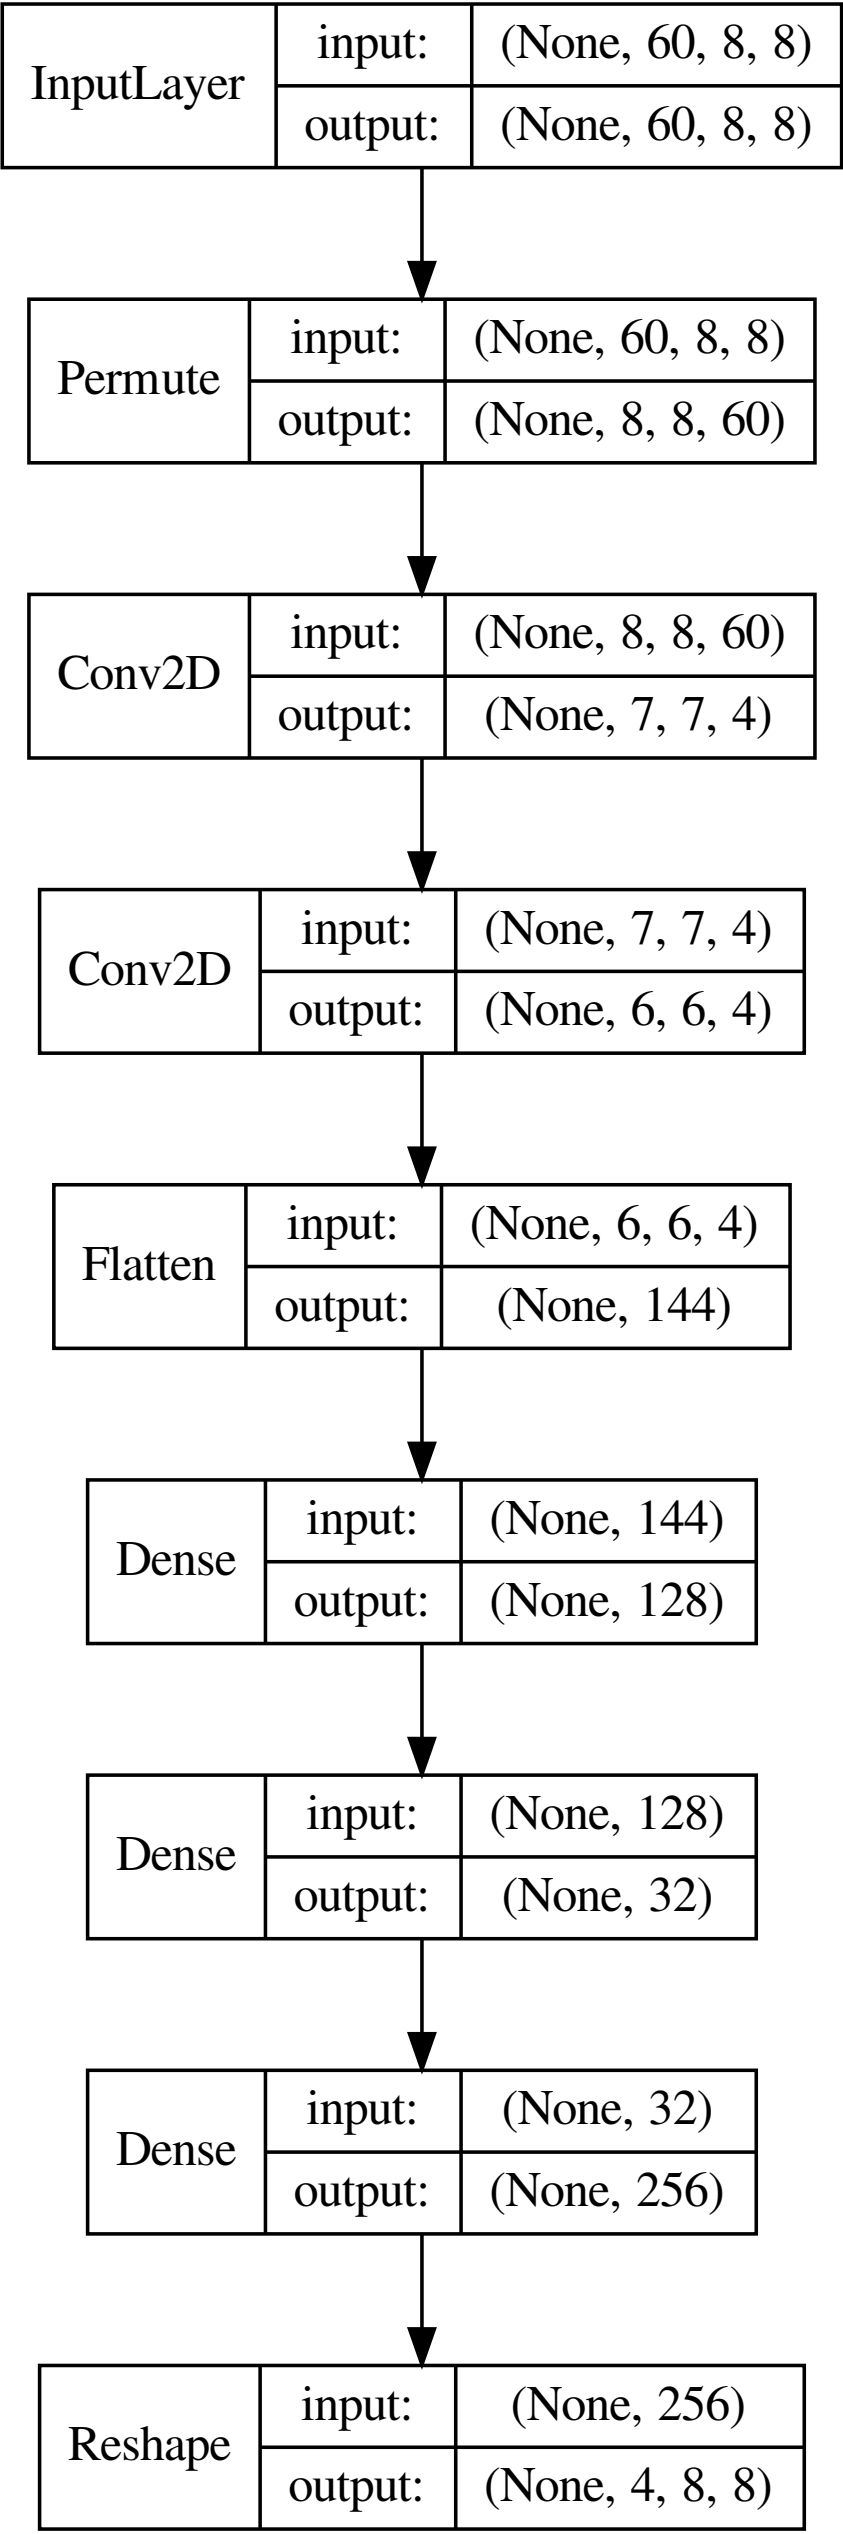 InputLayer
input: (None, 60, 8, 8)
output: (None, 60, 8, 8)
Permute
input: (None, 60, 8, 8)
output: (None, 8, 8, 60)
Conv2D
input: (None, 8, 8, 60)
output: (None, 7, 7, 4)
Conv2D
input: (None, 7, 7, 4)
output: (None, 6, 6, 4)
Flatten
input: (None, 6, 6, 4)
output: (None, 144)
Dense
input: (None, 144)
output: (None, 128)
Dense
input: (None, 128)
output: (None, 32)
Dense
input: (None, 32)
output: (None, 256)
Reshape
input: (None, 256)
output: (None, 4, 8, 8)